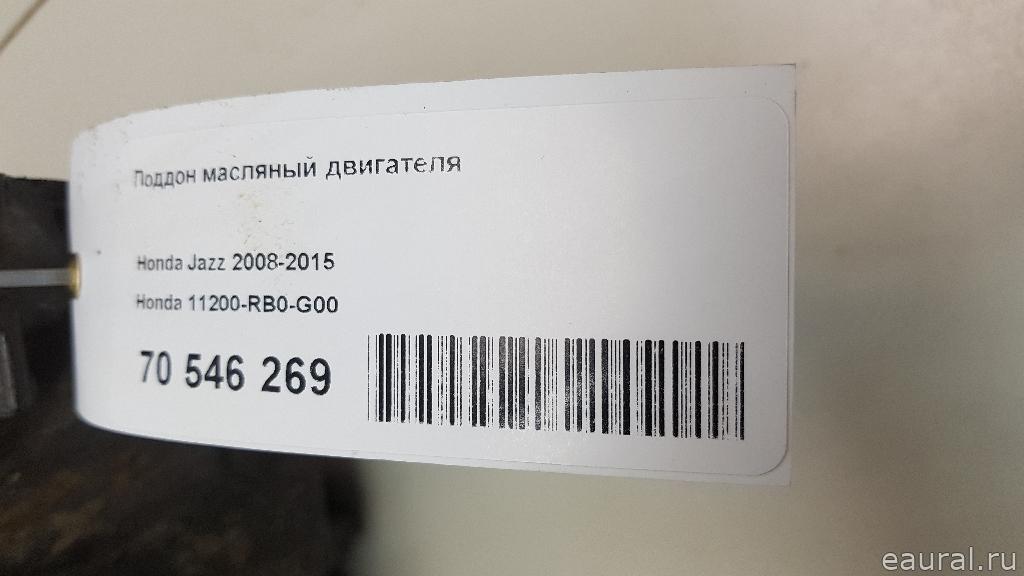 Поддон масляный двигателя
Honda Jazz 2008-2015
Honda 11200-RB0-G00
70 546 269
eaural.ru